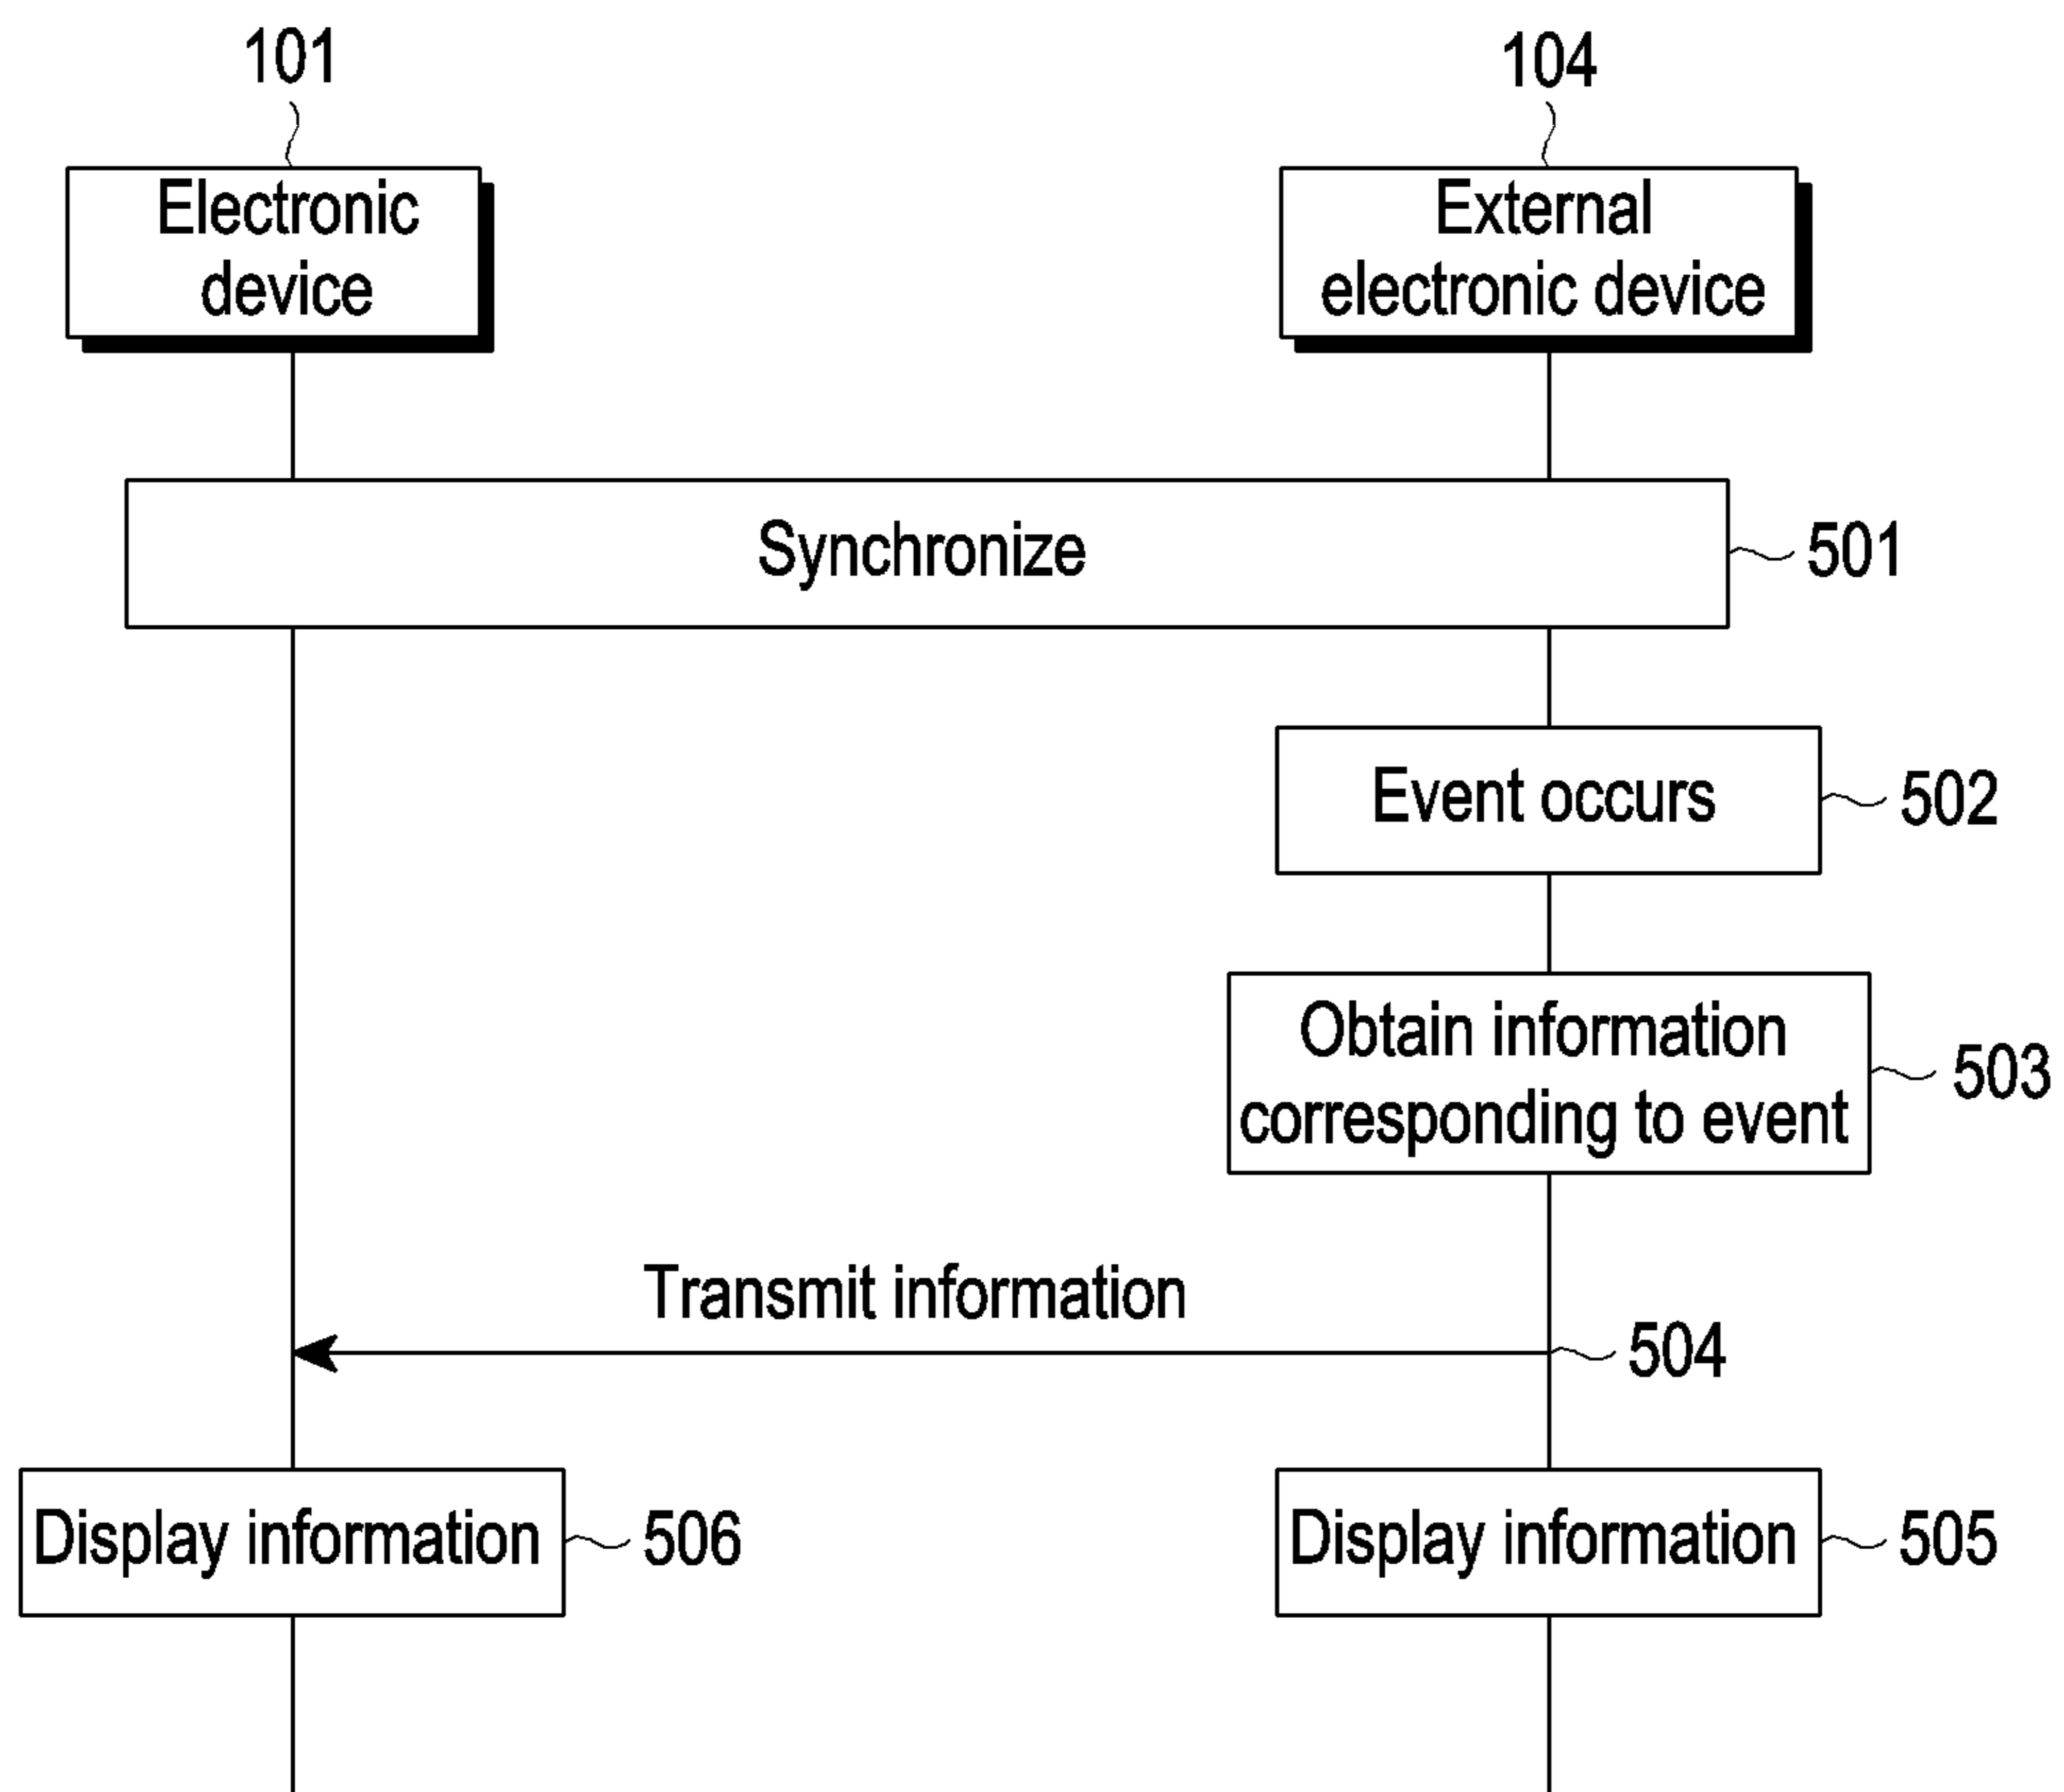 101
104
Electronic
device
External
electronic device
Synchronize
501
Event occurs
502
Obtain information
corresponding to event
503
Transmit information
504
Display information
506
Display information
505